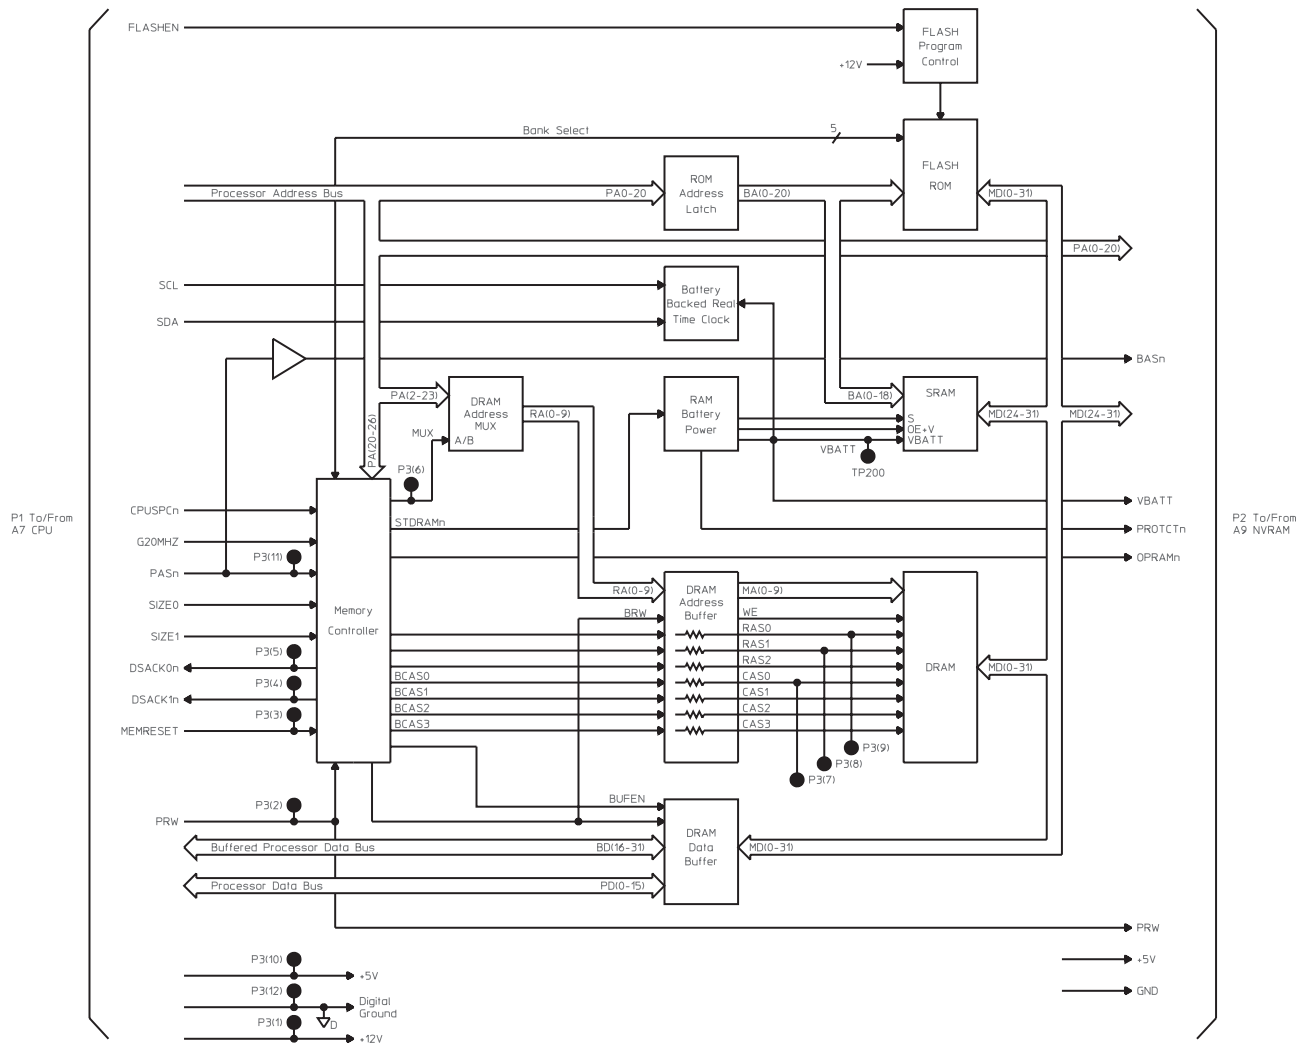 FLASHEN
FLASH
Program
Control
+12V
Bank Select
5
FLASH
ROM
Processor Address Bus
PA0-20
ROM
Address
Latch
BA(0-20)
MD(0-31)
PA(0-20)
SCL
SDA
Battery
Backed Real
Time Clock
BASn
PA(2-23)
DRAM
Address
MUX
A/B
RA(0-9)
MUX
PA(20-26)
P3(6)
RAM
Battery
Power
BA(0-18)
SRAM
S
OE+V
VBATT
MD(24-31)
MD(24-31)
VBATT
TP200
VBATT
PROTCTn
OPRAMn
P1 To/From
A7 CPU
P2 To/From
A9 NVRAM
CPUSPCn
G20MHZ
P3(11)
PASn
SIZE0
SIZE1
P3(5)
DSACK0n
P3(4)
DSACK1n
P3(3)
MEMRESET
Memory
Controller
STDRAMn
RA(0-9)
BRW
DRAM
Address
Buffer
MA(0-9)
WE
RAS0
RAS1
RAS2
CAS0
CAS1
CAS2
CAS3
BCAS0
BCAS1
BCAS2
BCAS3
DRAM
MD(0-31)
P3(9)
P3(8)
P3(7)
P3(2)
PRW
BUFEN
DRAM
Data
Buffer
Buffered Processor Data Bus
BD(16-31)
MD(0-31)
Processor Data Bus
PD(0-15)
PRW
P3(10)
+5V
+5V
P3(12)
Digital
Ground
D
GND
P3(1)
+12V